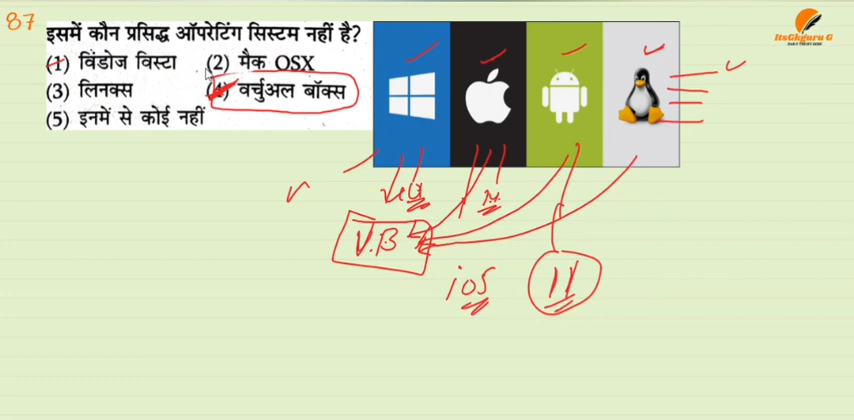 87
इसमें कौन प्रसिद्ध ऑपरेटिंग सिस्टम नहीं है?
(1) विंडोज विस्टा (2) मैक OSX
(3) लिनक्स (4) वर्चुअल बॉक्स
(5) इनमें से कोई नहीं
ItsGkguru G
V.B
iOS
11